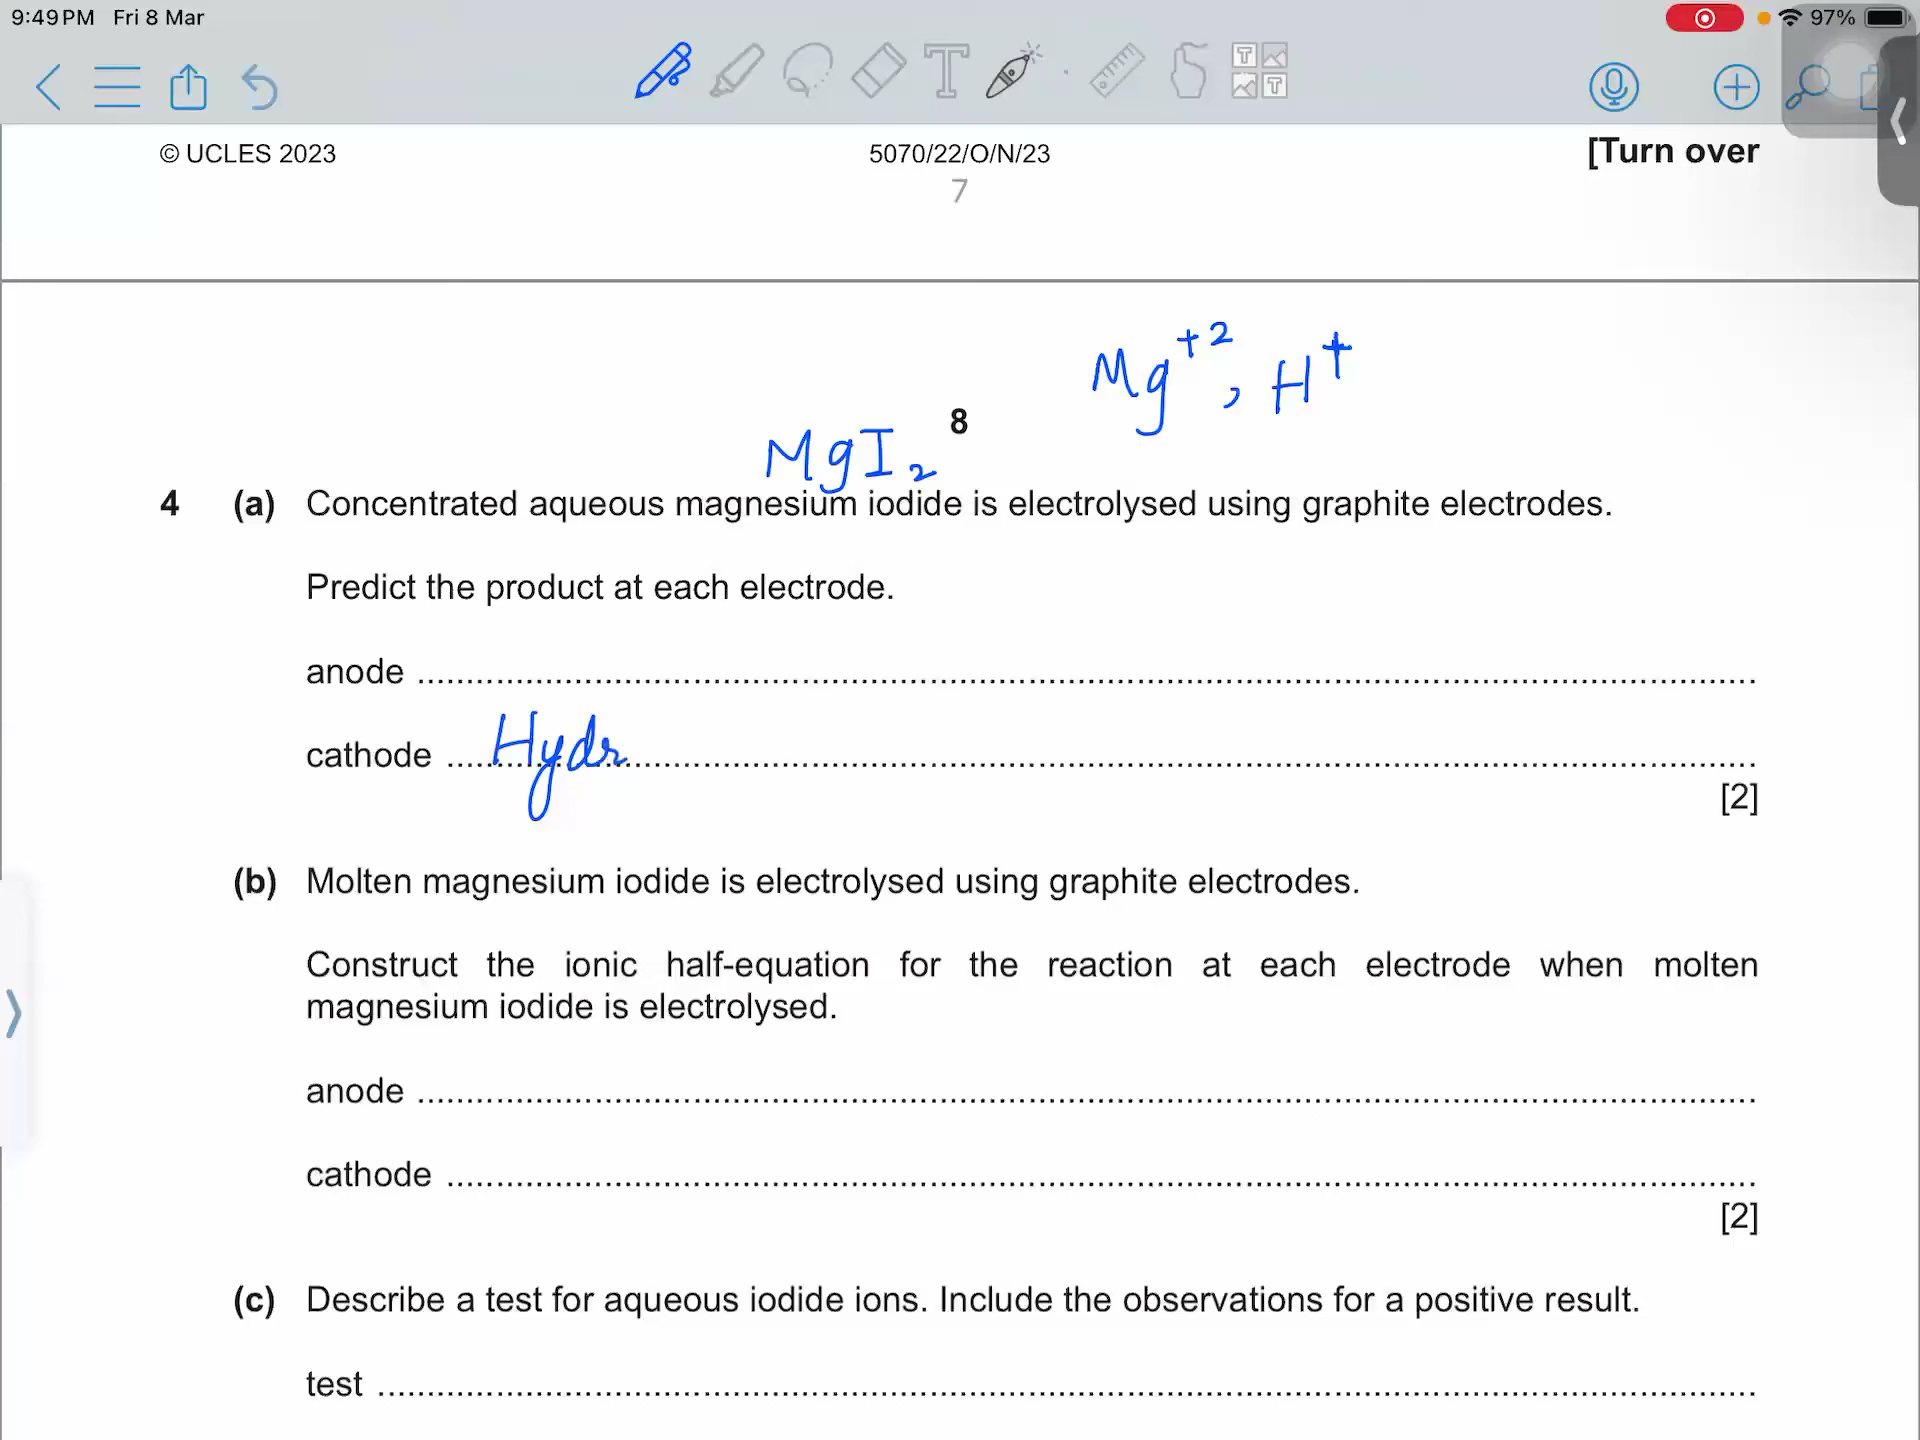 9:49 PM Fri 8 Mar 97%
© UCLES 2023 5070/22/O/N/23 [Turn over
7
Mg+2, H+
8
MgI2
4 (a) Concentrated aqueous magnesium iodide is electrolysed using graphite electrodes.
Predict the product at each electrode.
anode ................................................................
cathode .... Hydr ................................................................
[2]
(b) Molten magnesium iodide is electrolysed using graphite electrodes.
Construct the ionic half-equation for the reaction at each electrode when molten
magnesium iodide is electrolysed.
anode ................................................................
cathode ................................................................
[2]
(c) Describe a test for aqueous iodide ions. Include the observations for a positive result.
test ................................................................